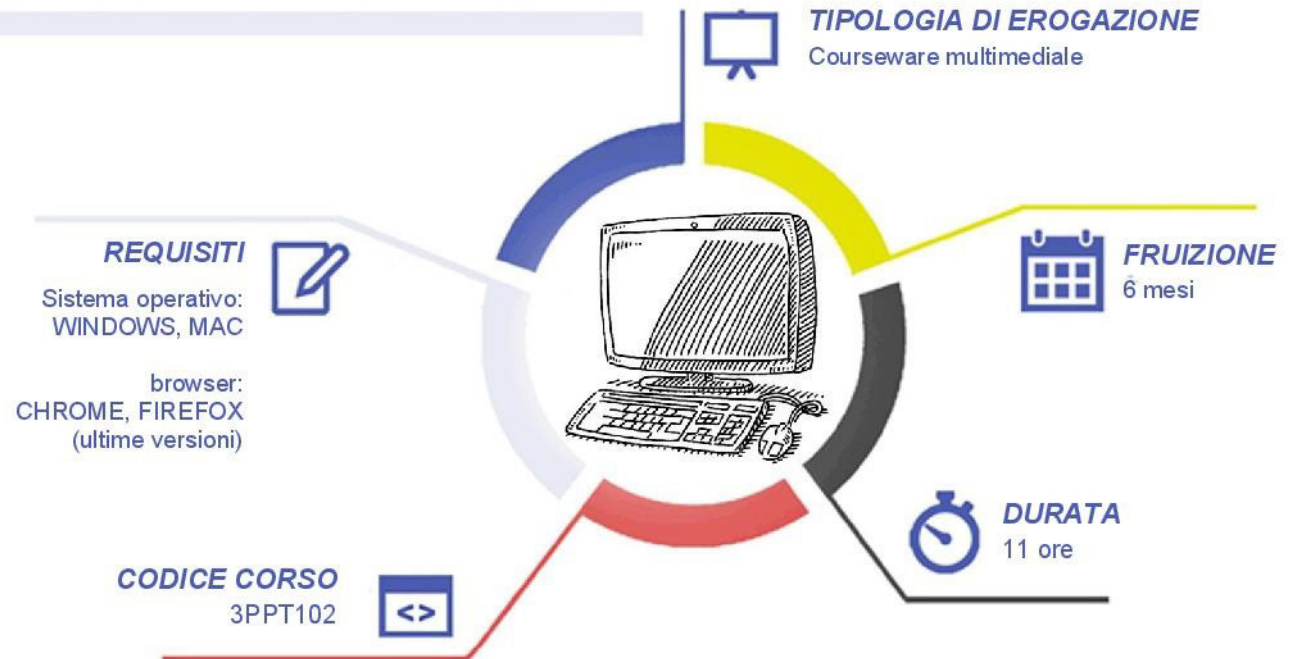 TIPOLOGIA DI EROGAZIONE
Courseware multimediale
REQUISITI
Sistema operativo:
WINDOWS, MAC
browser:
CHROME, FIREFOX
(ultime versioni)
FRUIZIONE
6 mesi
DURATA
11 ore
CODICE CORSO
3PPT102